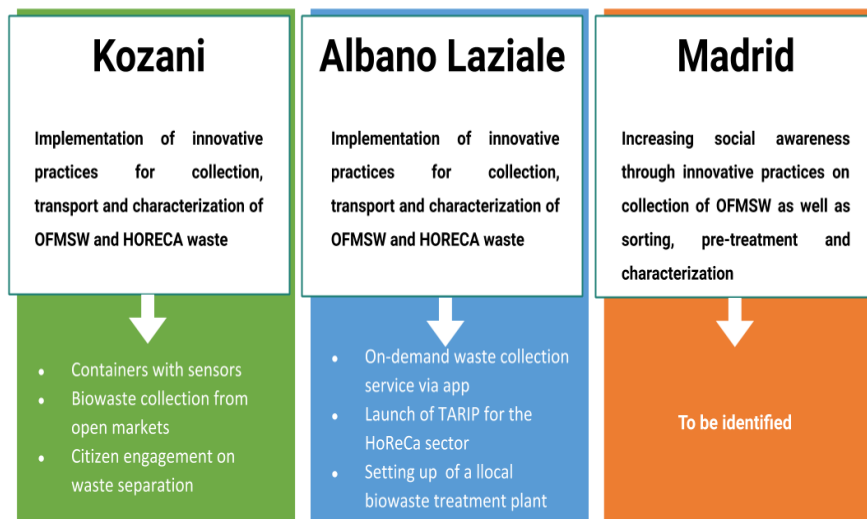 Kozani
Implementation of innovative
practices for collection,
transport and characterization of
OFMSW and HORECA waste
• Containers with sensors
• Biowaste collection from
open markets
• Citizen engagement on
waste separation
Albano Laziale
Implementation of innovative
practices for collection,
transport and characterization of
OFMSW and HORECA waste
• On-demand waste collection
service via app
• Launch of TARIP for the
HoReCa sector
• Setting up of a llocal
biowaste treatment plant
Madrid
Increasing social awareness
through innovative practices on
collection of OFMSW as well as
sorting, pre-treatment and
characterization
To be identified